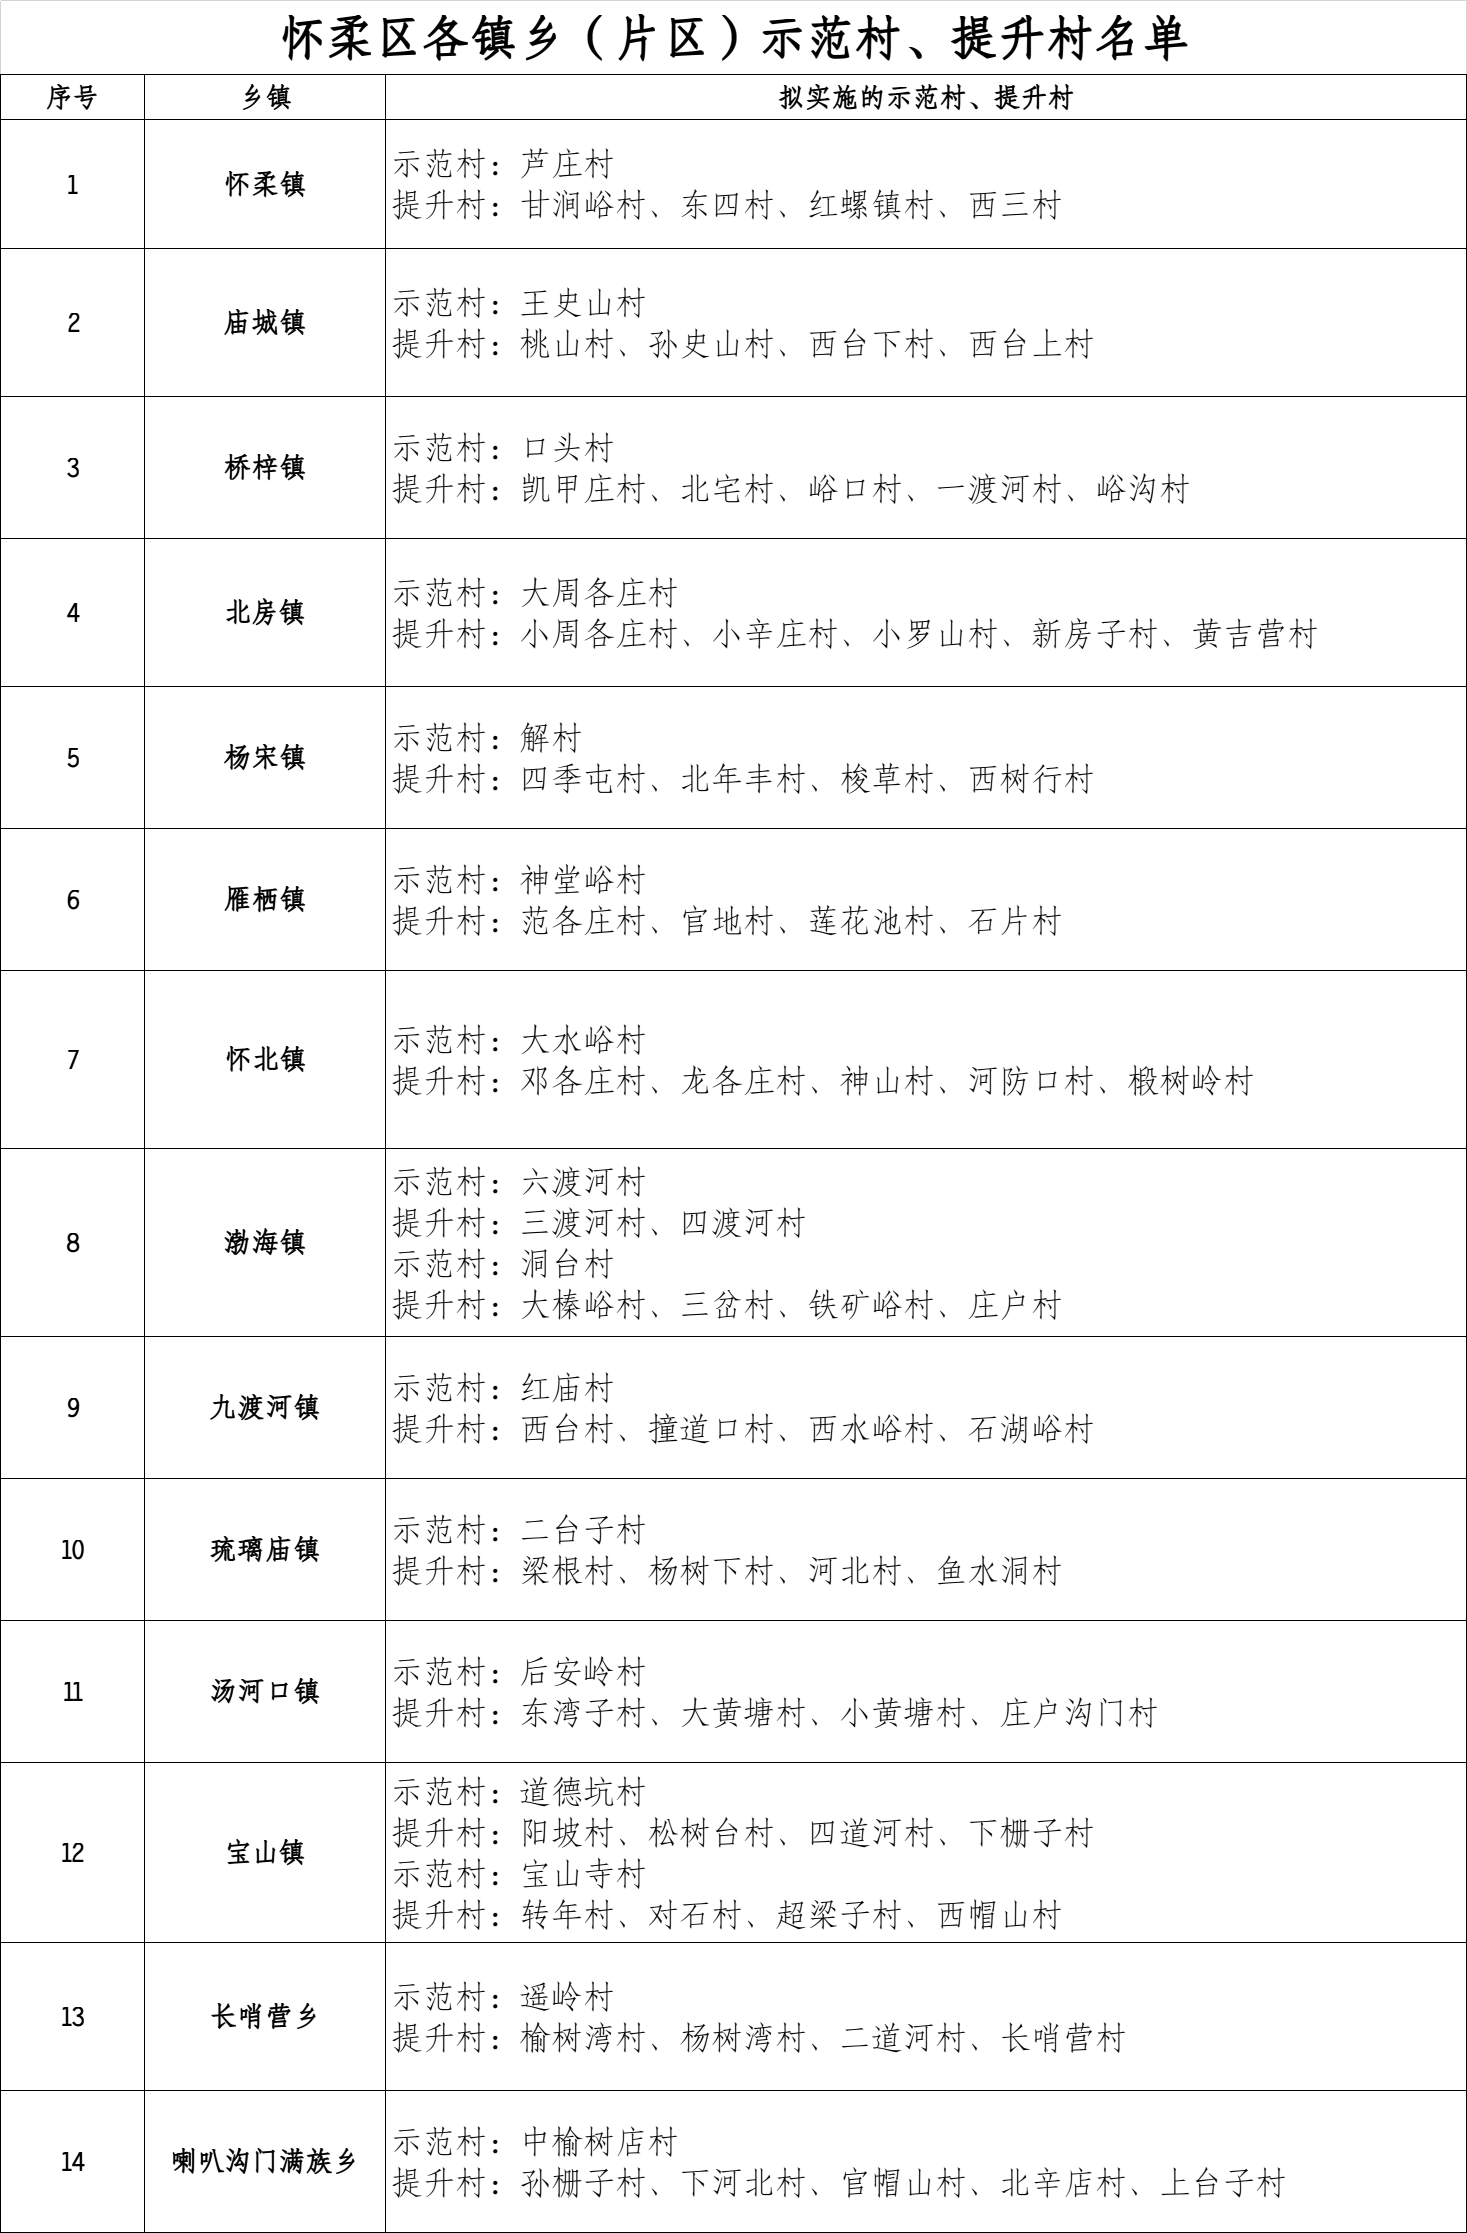 怀柔区各镇乡（片区）示范村、提升村名单
序号 乡镇 拟实施的示范村、提升村
1 怀柔镇
示范村：芦庄村
提升村：甘涧峪村、东四村、红螺镇村、西三村
2 庙城镇
示范村：王史山村
提升村：桃山村、孙史山村、西台下村、西台上村
3 桥梓镇
示范村：口头村
提升村：凯甲庄村、北宅村、峪口村、一渡河村、峪沟村
4 北房镇
示范村：大周各庄村
提升村：小周各庄村、小辛庄村、小罗山村、新房子村、黄吉营村
5 杨宋镇
示范村：解村
提升村：四季屯村、北年丰村、梭草村、西树行村
6 雁栖镇
示范村：神堂峪村
提升村：范各庄村、官地村、莲花池村、石片村
7 怀北镇
示范村：大水峪村
提升村：邓各庄村、龙各庄村、神山村、河防口村、椴树岭村
8 渤海镇
示范村：六渡河村
提升村：三渡河村、四渡河村
示范村：洞台村
提升村：大榛峪村、三岔村、铁矿峪村、庄户村
9 九渡河镇
示范村：红庙村
提升村：西台村、撞道口村、西水峪村、石湖峪村
10 琉璃庙镇
示范村：二台子村
提升村：梁根村、杨树下村、河北村、鱼水洞村
11 汤河口镇
示范村：后安岭村
提升村：东湾子村、大黄塘村、小黄塘村、庄户沟门村
12 宝山镇
示范村：道德坑村
提升村：阳坡村、松树台村、四道河村、下栅子村
示范村：宝山寺村
提升村：转年村、对石村、超梁子村、西帽山村
13 长哨营乡
示范村：遥岭村
提升村：榆树湾村、杨树湾村、二道河村、长哨营村
14 喇叭沟门满族乡
示范村：中榆树店村
提升村：孙栅子村、下河北村、官帽山村、北辛店村、上台子村